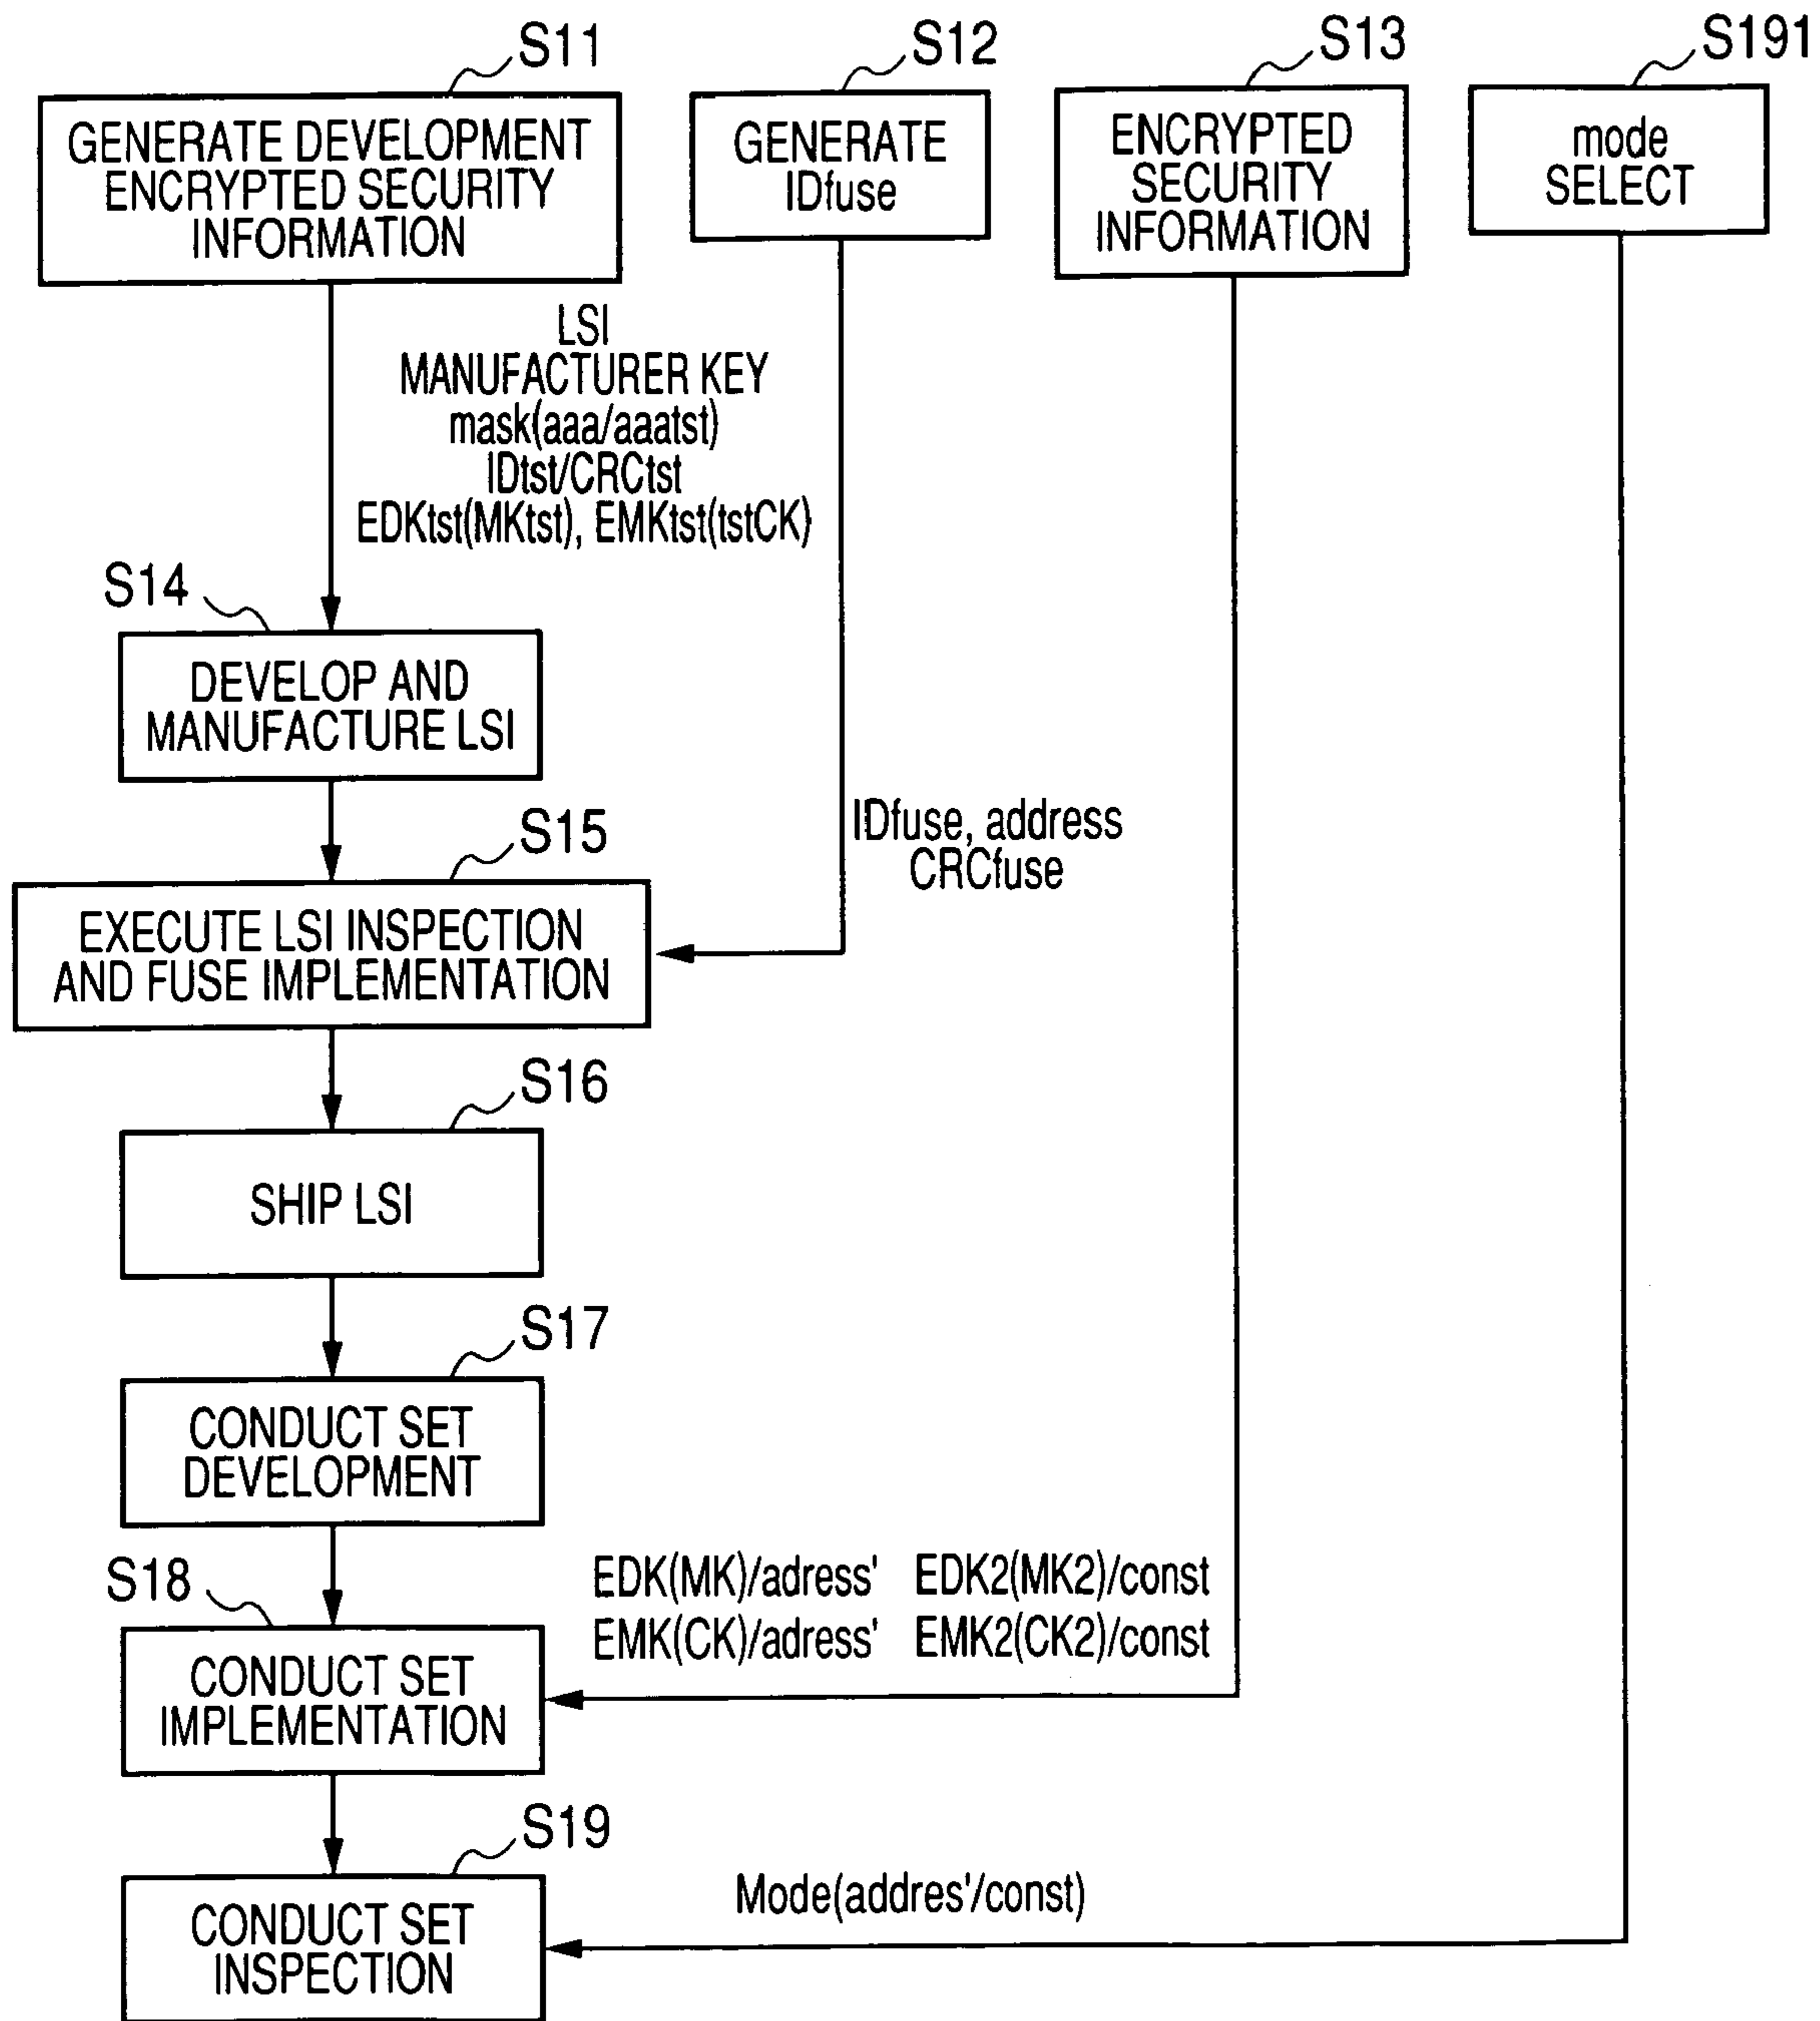 S11
S12
S13
S191
GENERATE DEVELOPMENT
ENCRYPTED SECURITY
INFORMATION
GENERATE
IDfuse
ENCRYPTED
SECURITY
INFORMATION
mode
SELECT
LSI
MANUFACTURER KEY
mask(aaa/aaatst)
IDtst/CRCtst
EDKtst(MKtst), EMKtst(tstCK)
S14
DEVELOP AND
MANUFACTURE LSI
IDfuse, address
CRCfuse
S15
EXECUTE LSI INSPECTION
AND FUSE IMPLEMENTATION
S16
SHIP LSI
S17
CONDUCT SET
DEVELOPMENT
EDK(MK)/adress' EDK2(MK2)/const
EMK(CK)/adress' EMK2(CK2)/const
S18
CONDUCT SET
IMPLEMENTATION
S19
CONDUCT SET
INSPECTION
Mode(addres'/const)